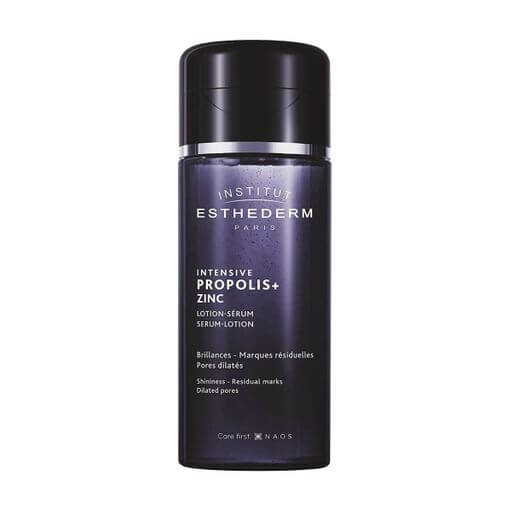 INSTITUT
ESTHEDERM
PARIS
INTENSIVE
PROPOLIS+
ZINC
LOTION-SÉRUM
SERUM-LOTION
Brillances - Marques résiduelles
Pores dilatés
Shininess - Residual marks
Dilated pores
Care first NAOS